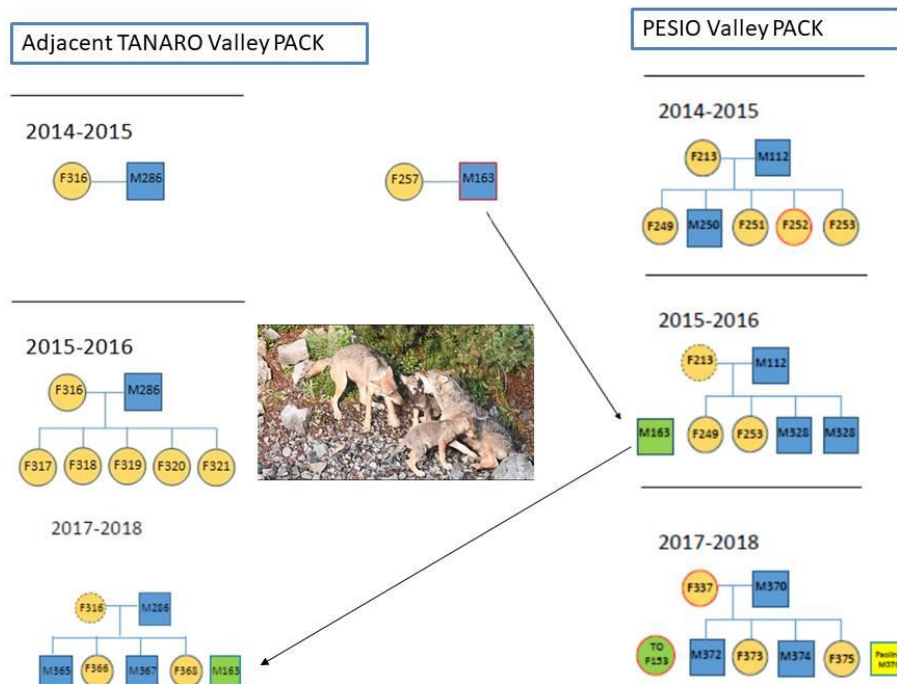 Adjacent TANARO Valley PACK
2014-2015
F316 M286
F257 M163
2015-2016
F316 M286
F317 F318 F319 F320 F321
2017-2018
F316 M286
M365 F366 M367 F368 M163
PESIO Valley PACK
2014-2015
F213 M112
F249 M250 F251 F252 F253
2015-2016
F213 M112
M163 F249 F253 M328 M328
2017-2018
F337 M370
TO
F153 M372 F373 M374 F375